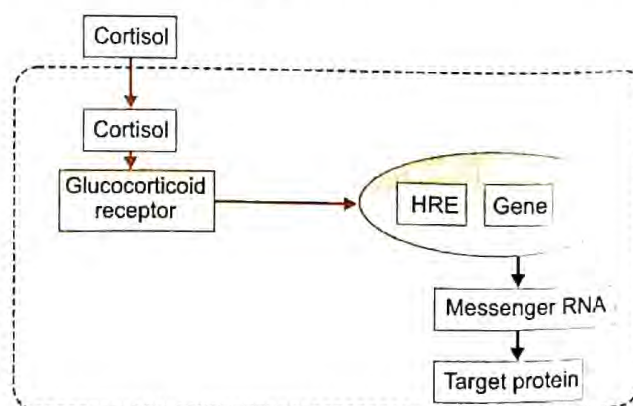 Cortisol
Cortisol
Glucocorticoid
receptor
HRE
Gene
Messenger RNA
Target protein